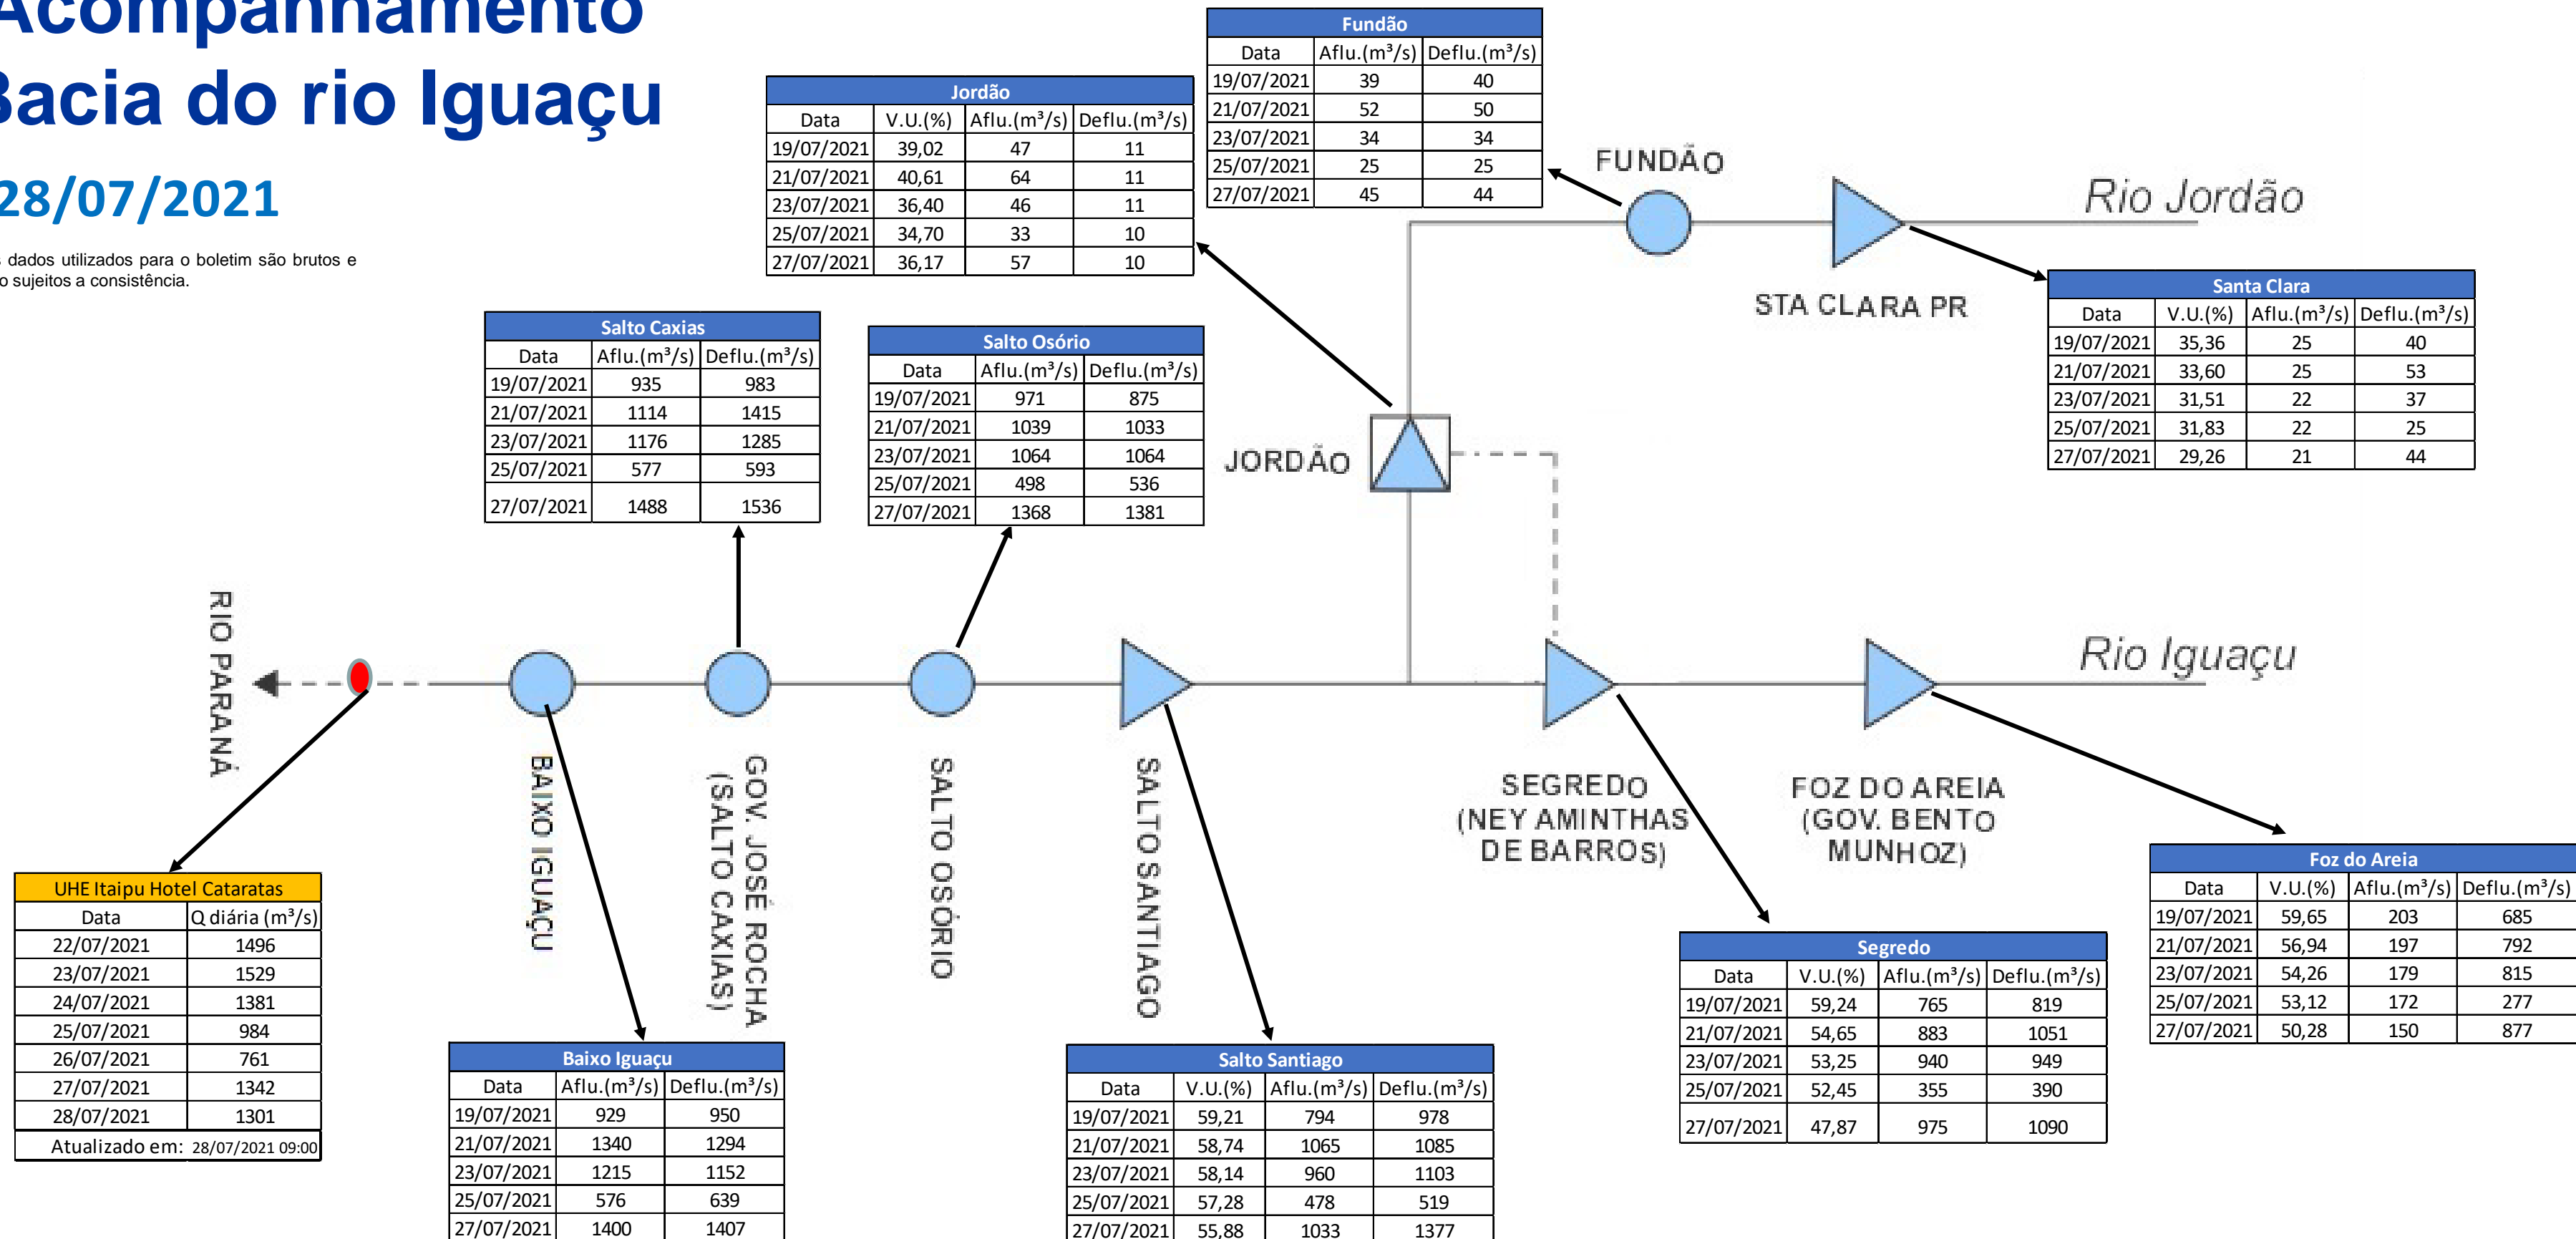 Acompanhamento
Bacia do rio Iguaçu
28/07/2021
s dados utilizados para o boletim são brutos e
o sujeitos a consistência.
Fundão
Data Aflu.(m³/s) Deflu.(m³/s)
19/07/2021 39 40
21/07/2021 52 50
23/07/2021 34 34
25/07/2021 25 25
27/07/2021 45 44
Jordão
Data V.U.(%) Aflu.(m³/s) Deflu.(m³/s)
19/07/2021 39,02 47 11
21/07/2021 40,61 64 11
23/07/2021 36,40 46 11
25/07/2021 34,70 33 10
27/07/2021 36,17 57 10
FUNDÃO
Rio Jordão
STA CLARA PR
Santa Clara
Data V.U.(%) Aflu.(m³/s) Deflu.(m³/s)
19/07/2021 35,36 25 40
21/07/2021 33,60 25 53
23/07/2021 31,51 22 37
25/07/2021 31,83 22 25
27/07/2021 29,26 21 44
Salto Caxias
Data Aflu.(m³/s) Deflu.(m³/s)
19/07/2021 935 983
21/07/2021 1114 1415
23/07/2021 1176 1285
25/07/2021 577 593
27/07/2021 1488 1536
Salto Osório
Data Aflu.(m³/s) Deflu.(m³/s)
19/07/2021 971 875
21/07/2021 1039 1033
23/07/2021 1064 1064
25/07/2021 498 536
27/07/2021 1368 1381
JORDÃO
RIO PARANÁ
Rio Iguaçu
BAIXO IGUAÇU
GOV. JOSÉ ROCHA
(SALTO CAXIAS)
SALTO OSÓRIO
SALTO SANTIAGO
SEGREDO
(NEY AMINTHAS
DE BARROS)
FOZ DO AREIA
(GOV. BENTO
MUNHOZ)
UHE Itaipu Hotel Cataratas
Data Q diária (m³/s)
22/07/2021 1496
23/07/2021 1529
24/07/2021 1381
25/07/2021 984
26/07/2021 761
27/07/2021 1342
28/07/2021 1301
Atualizado em: 28/07/2021 09:00
Baixo Iguaçu
Data Aflu.(m³/s) Deflu.(m³/s)
19/07/2021 929 950
21/07/2021 1340 1294
23/07/2021 1215 1152
25/07/2021 576 639
27/07/2021 1400 1407
Salto Santiago
Data V.U.(%) Aflu.(m³/s) Deflu.(m³/s)
19/07/2021 59,21 794 978
21/07/2021 58,74 1065 1085
23/07/2021 58,14 960 1103
25/07/2021 57,28 478 519
27/07/2021 55,88 1033 1377
Segredo
Data V.U.(%) Aflu.(m³/s) Deflu.(m³/s)
19/07/2021 59,24 765 819
21/07/2021 54,65 883 1051
23/07/2021 53,25 940 949
25/07/2021 52,45 355 390
27/07/2021 47,87 975 1090
Foz do Areia
Data V.U.(%) Aflu.(m³/s) Deflu.(m³/s)
19/07/2021 59,65 203 685
21/07/2021 56,94 197 792
23/07/2021 54,26 179 815
25/07/2021 53,12 172 277
27/07/2021 50,28 150 877